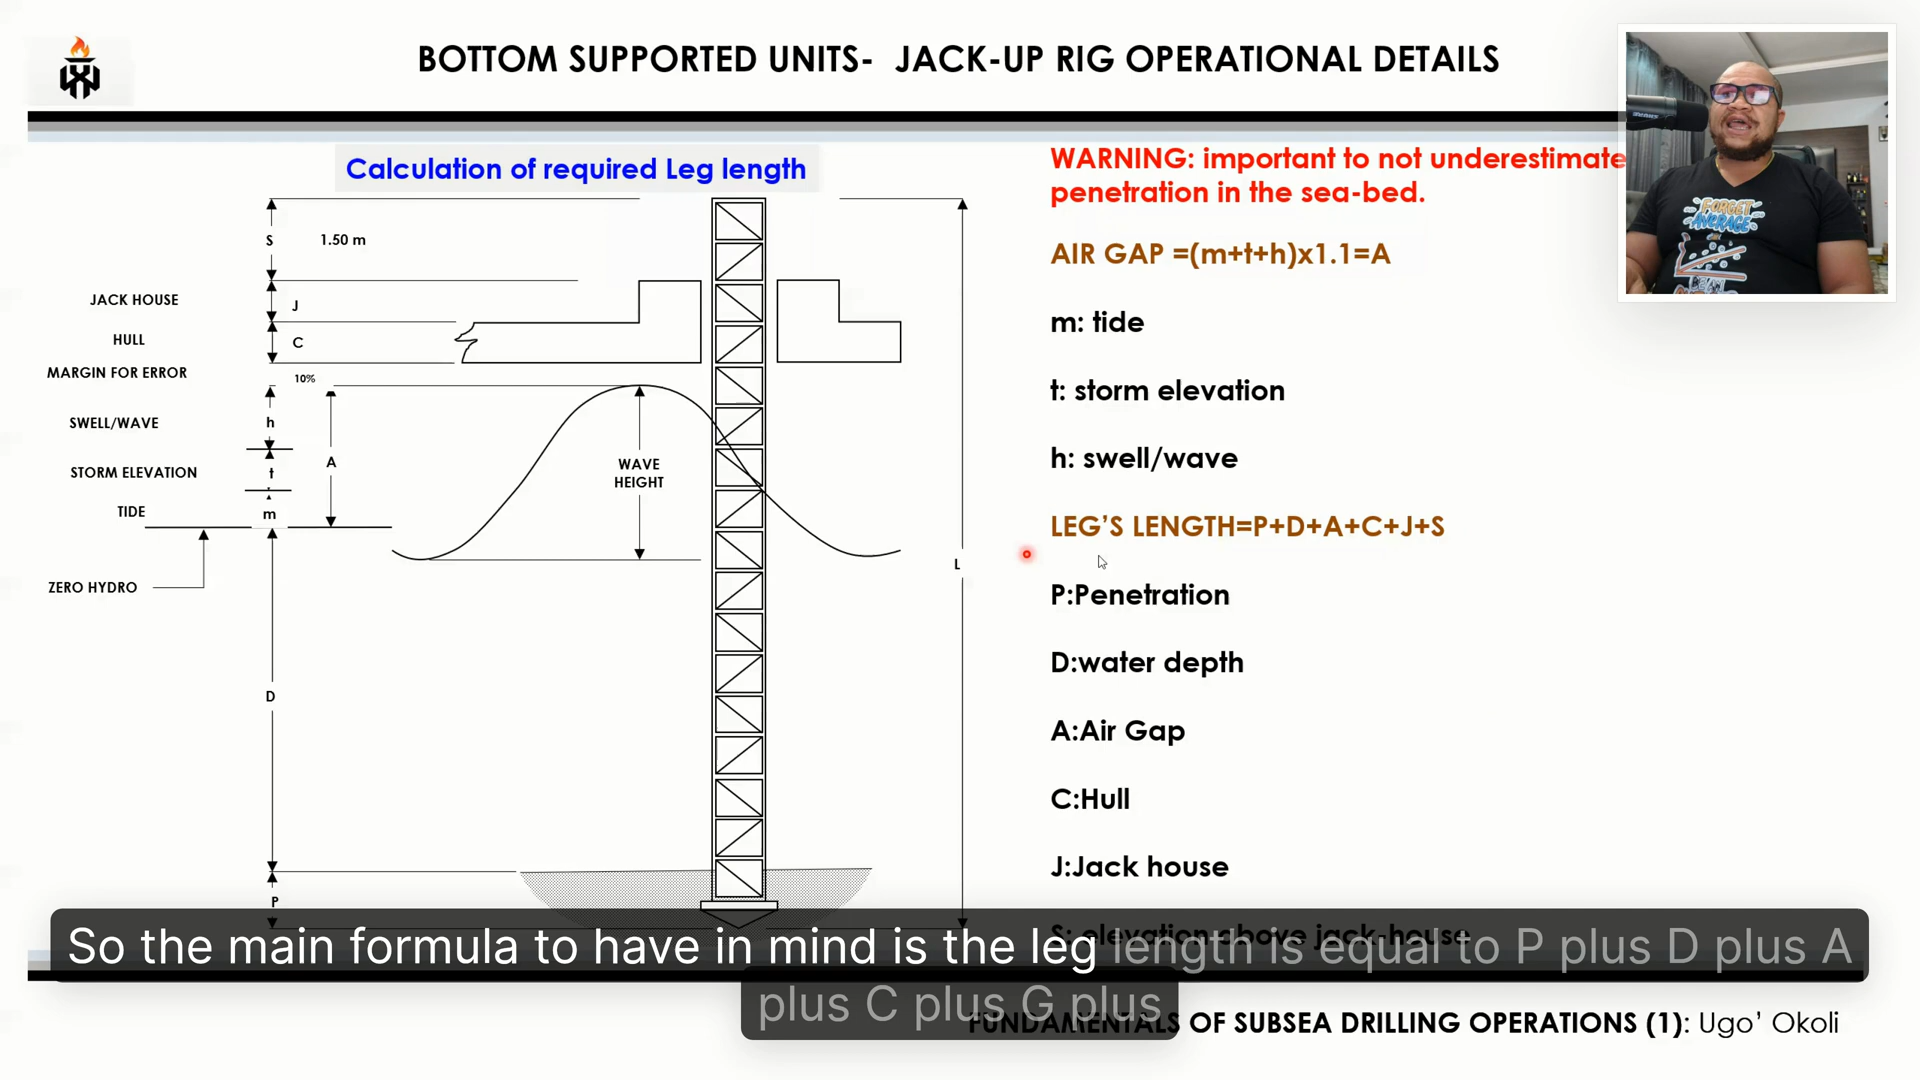 BOTTOM SUPPORTED UNITS- JACK-UP RIG OPERATIONAL DETAILS
Calculation of required Leg length
S
1.50 m
JACK HOUSE
J
HULL
C
MARGIN FOR ERROR
10%
SWELL/WAVE
h
A
STORM ELEVATION
t
TIDE
m
WAVE
HEIGHT
ZERO HYDRO
L
D
P
WARNING: important to not underestimate
penetration in the sea-bed.
AIR GAP =(m+t+h)x1.1=A
m: tide
t: storm elevation
h: swell/wave
LEG’S LENGTH=P+D+A+C+J+S
P:Penetration
D:water depth
A:Air Gap
C:Hull
J:Jack house
S: elevation above jack-house
FORGET
AVERAGE
So the main formula to have in mind is the leg length is equal to P plus D plus A
plus C plus G plus
FUNDAMENTALS OF SUBSEA DRILLING OPERATIONS (1): Ugo’ Okoli